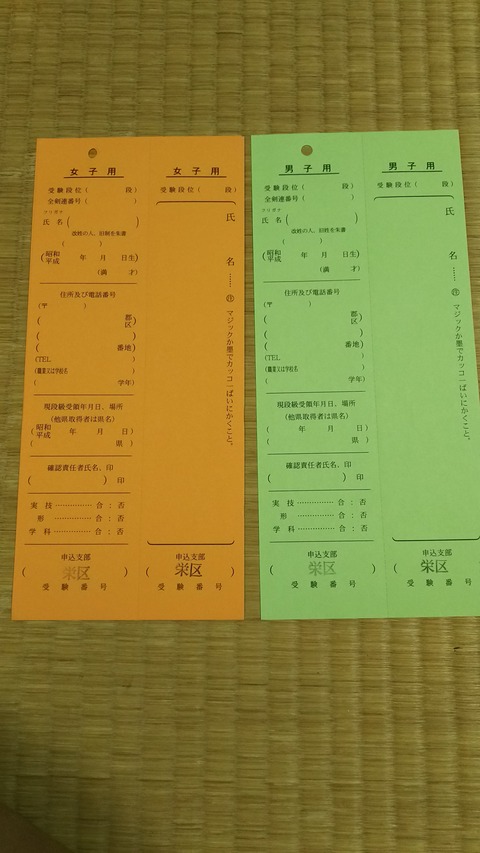 女子用
受験段位（ 段）
全剣連番号（ ）
フリガナ
氏名（ ）
改姓の人、旧姓を朱書
（ ）
（昭和 平成 年 月 日生）
（満 才）
住所及び電話番号
（〒 ）
（ 郡 区）
（ 番地）
（TEL ）
（職業又は学校名
（ 学年）
現段級受領年月日、場所
（他県取得者は県名）
（昭和 平成 年 月 日）
（ 県）
確認責任者氏名、印
（ ）印
実技 …………… 合：否
形 …………… 合：否
学科 …………… 合：否
申込支部
（ 栄区 ）
受験番号
女子用
受験段位（ 段）
氏 名 …… ㊟ マジックか墨でカッコ一ぱいにかくこと。
申込支部
（ 栄区 ）
受験番号
男子用
受験段位（ 段）
全剣連番号（ ）
フリガナ
氏名（ ）
改姓の人、旧姓を朱書
（ ）
（昭和 平成 年 月 日生）
（満 才）
住所及び電話番号
（〒 ）
（ 郡 区）
（ 番地）
（TEL ）
（職業又は学校名
（ 学年）
現段級受領年月日、場所
（他県取得者は県名）
（ 年 月 日）
（ 県）
確認責任者氏名、印
（ ）印
実技 …………… 合：否
形 …………… 合：否
学科 …………… 合：否
申込支部
（ 栄区 ）
受験番号
男子用
受験段位（ 段）
氏 名 …… ㊟ マジックか墨でカッコ一ぱいにかくこと。
申込支部
（ 栄区 ）
受験番号